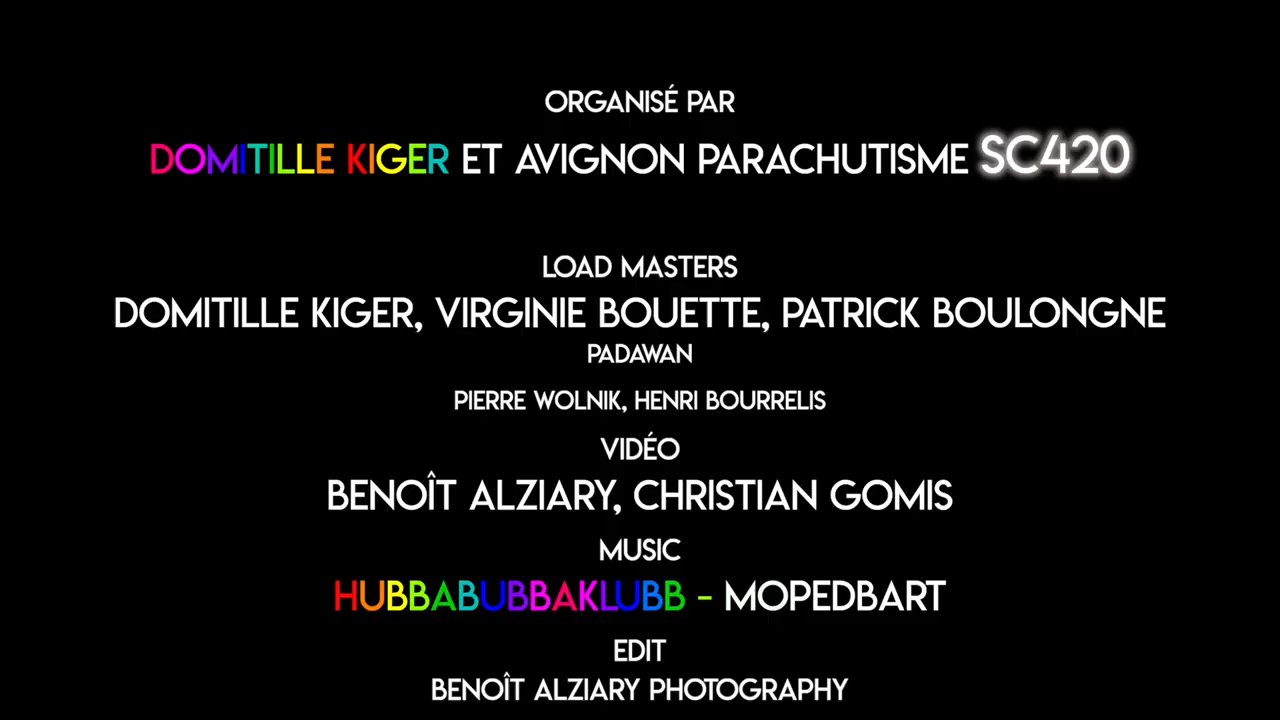 ORGANISÉ PAR
DOMITILLE KIGER ET AVIGNON PARACHUTISME SC420
LOAD MASTERS
DOMITILLE KIGER, VIRGINIE BOUETTE, PATRICK BOULONGNE
PADAWAN
PIERRE WOLNIK, HENRI BOURRELIS
VIDÉO
BENOÎT ALZIARY, CHRISTIAN GOMIS
MUSIC
HUBBABUBBAKLUBB - MOPEDBART
EDIT
BENOÎT ALZIARY PHOTOGRAPHY